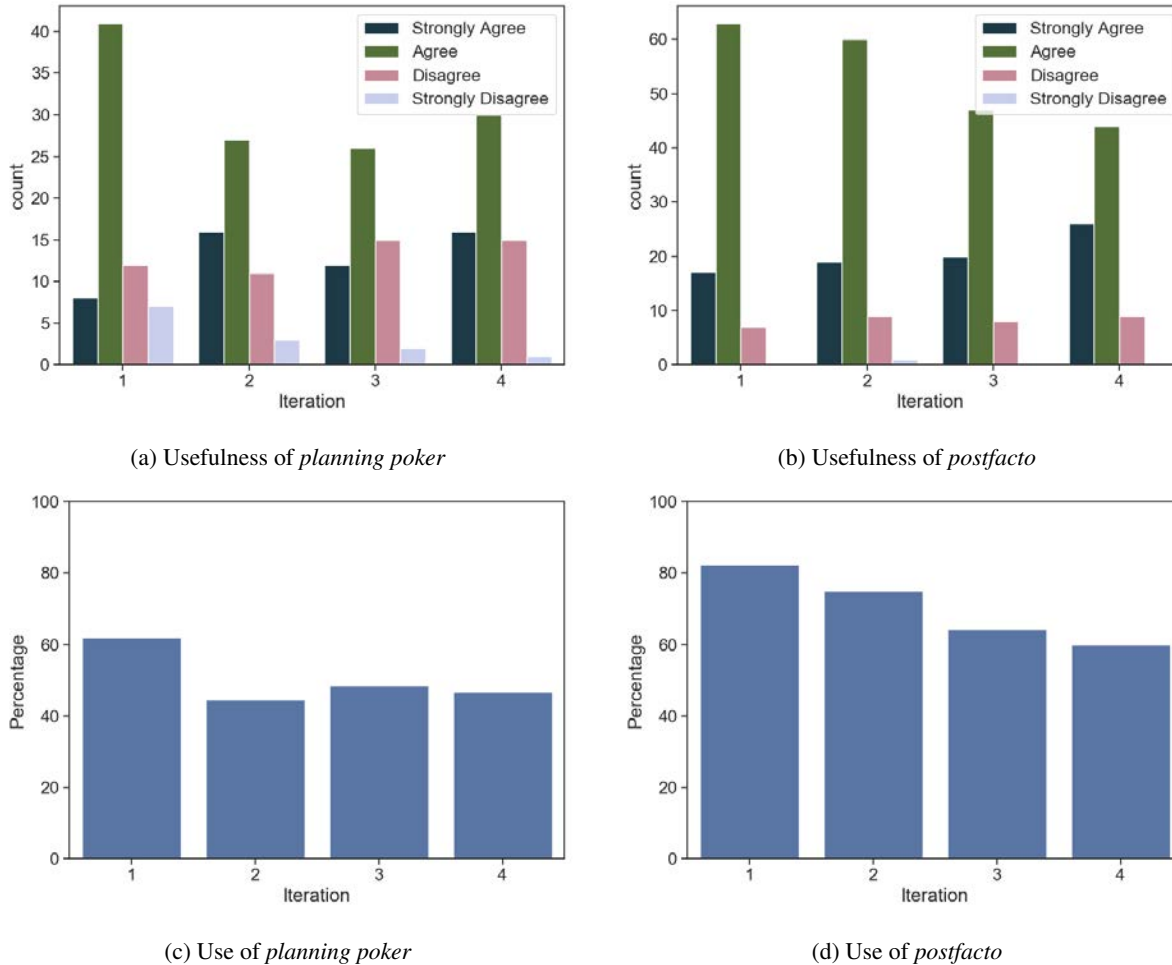 40
35
30
25
20
15
10
5
0
count
1 2 3 4
Iteration
Strongly Agree
Agree
Disagree
Strongly Disagree
(a) Usefulness of planning poker
60
50
40
30
20
10
0
count
1 2 3 4
Iteration
Strongly Agree
Agree
Disagree
Strongly Disagree
(b) Usefulness of postfacto
100
80
60
40
20
0
Percentage
1 2 3 4
Iteration
(c) Use of planning poker
100
80
60
40
20
0
Percentage
1 2 3 4
Iteration
(d) Use of postfacto